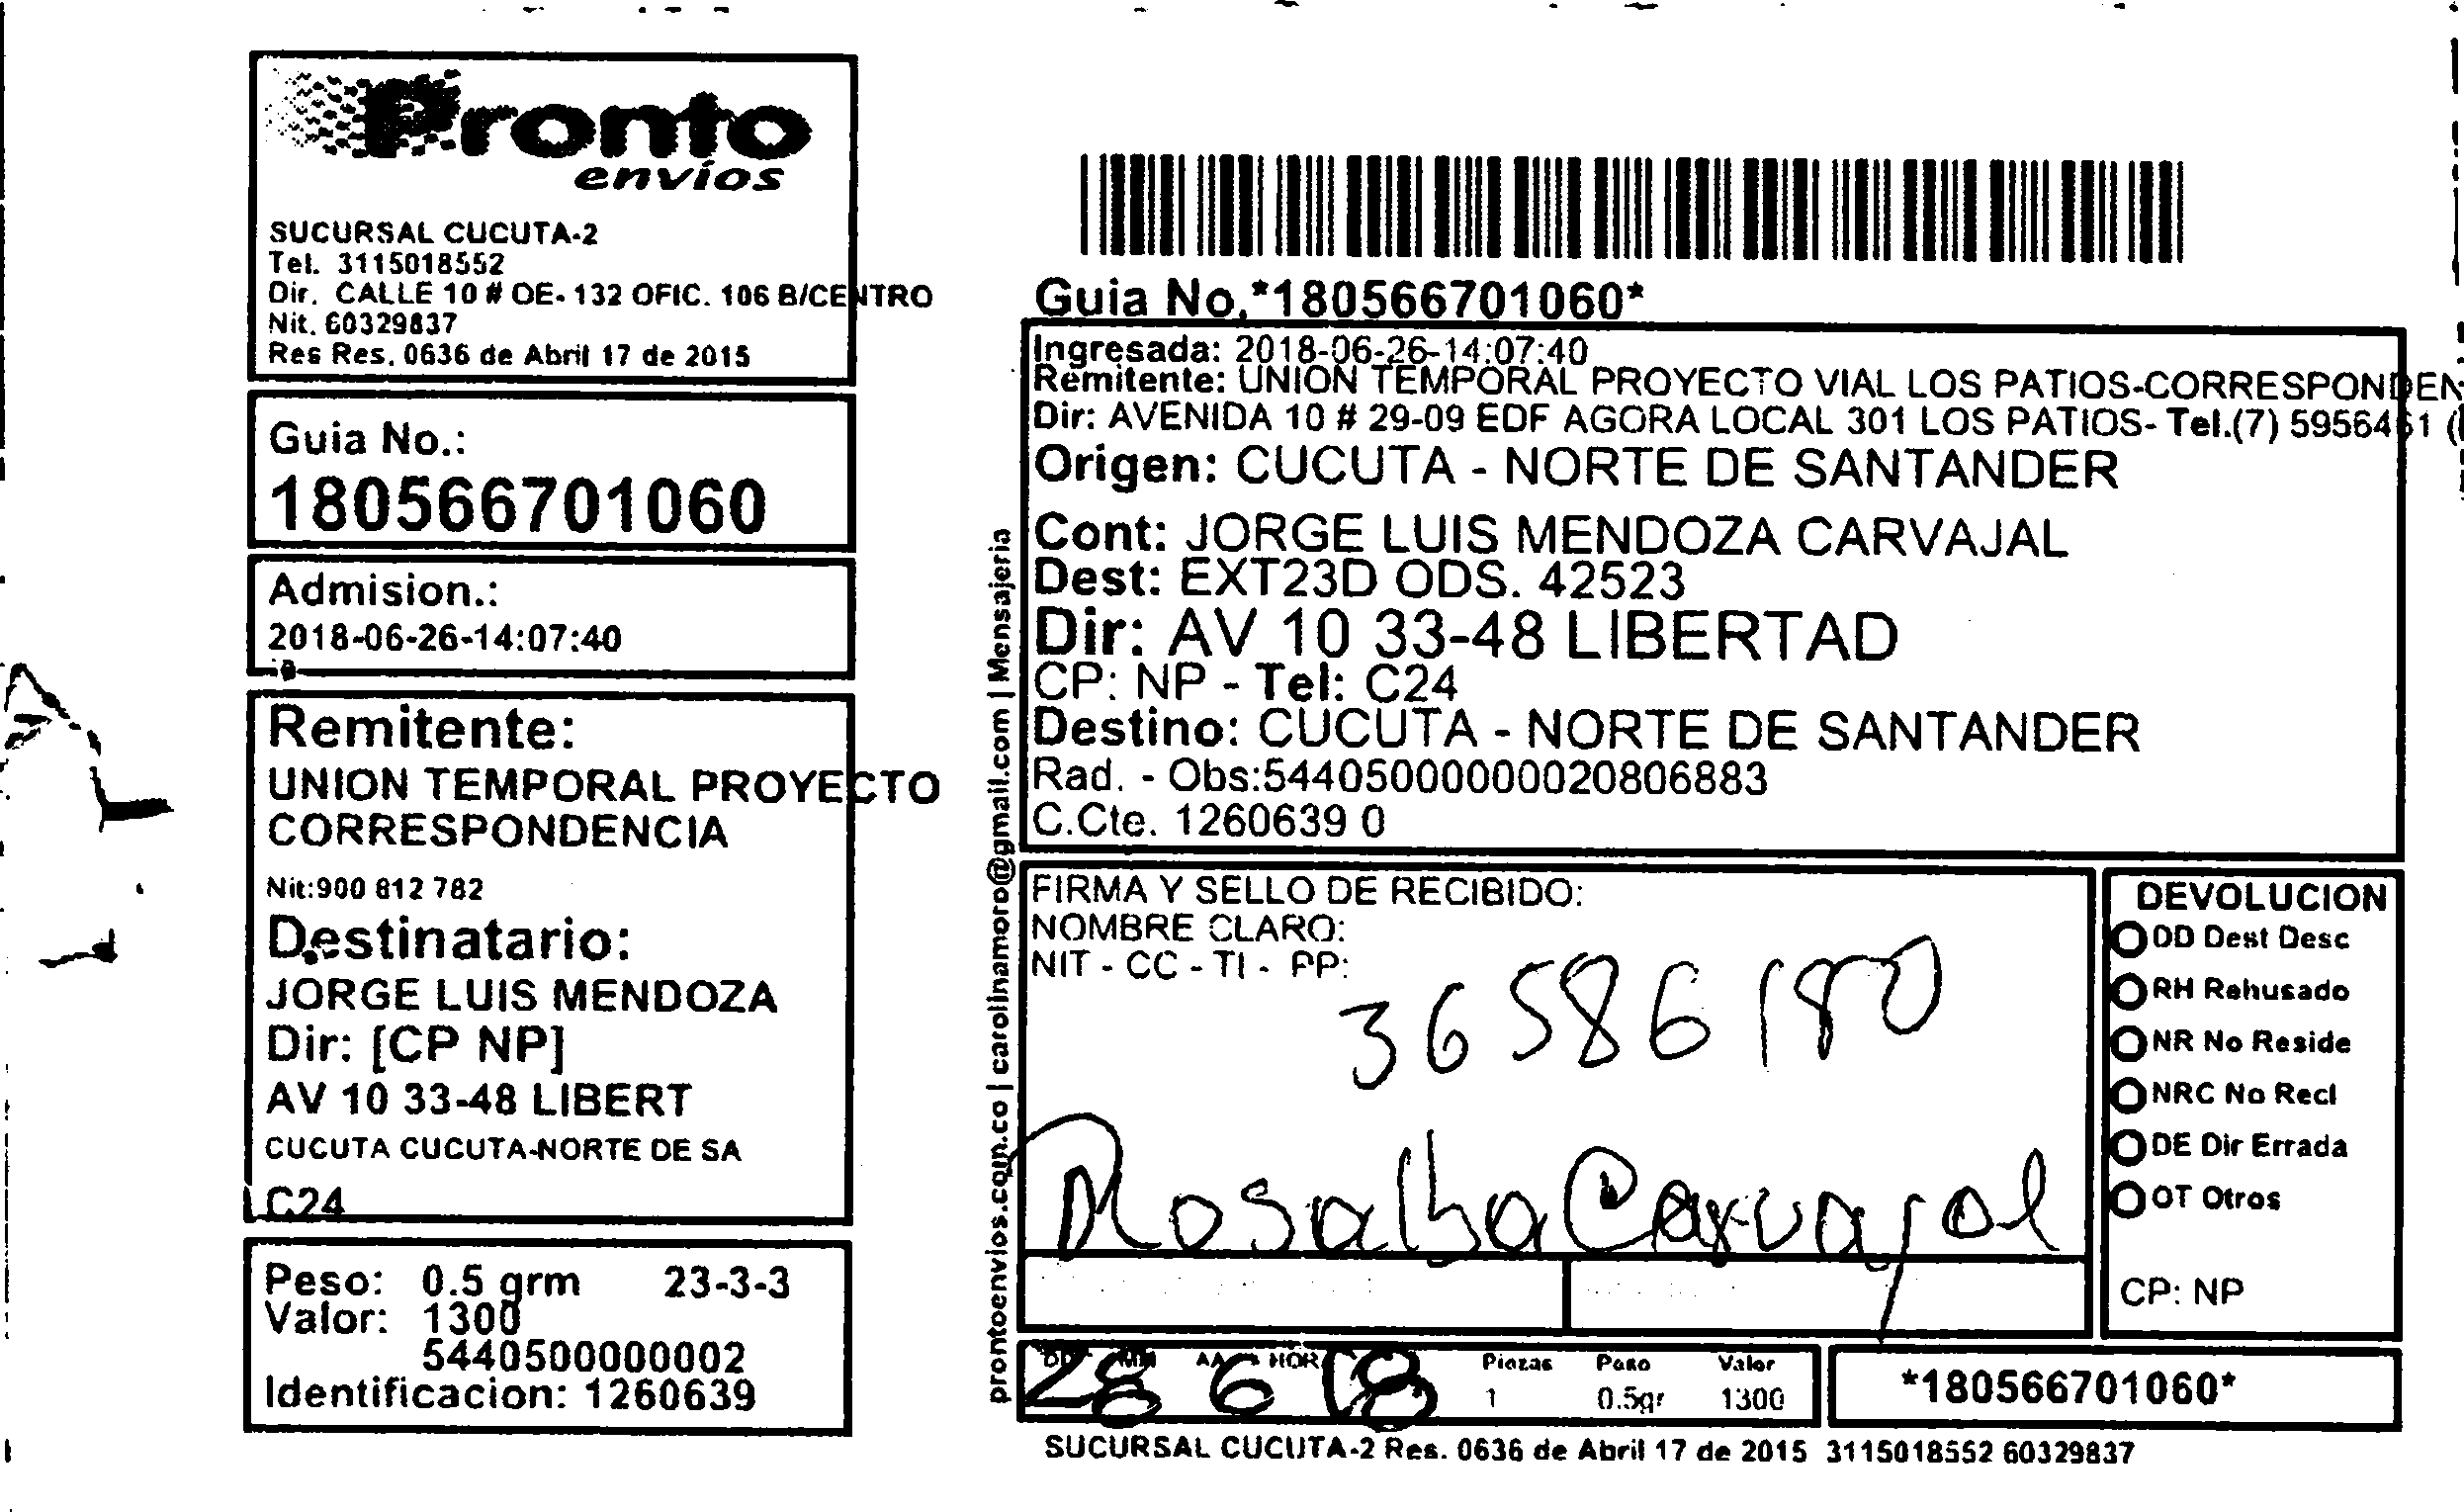 Pronto
envíos
SUCURSAL CUCUTA-2
Tel. 3115018552
Dir. CALLE 10 # OE- 132 OFIC. 106 B/CENTRO
Nit. 60329837
Res Res. 0636 de Abril 17 de 2015
Guia No.:
180566701060
Admision.:
2018-06-26-14:07:40
Remitente:
UNION TEMPORAL PROYECTO
CORRESPONDENCIA
Nit:900 812 782
Destinatario:
JORGE LUIS MENDOZA
Dir: [CP NP]
AV 10 33-48 LIBERT
CUCUTA CUCUTA-NORTE DE SA
C24
Peso: 0.5 grm 23-3-3
Valor: 1300
5440500000002
Identificacion: 1260639
prontoenvios.com.co | carolinamoro@gmail.com | Mensajeria
Guia No.*180566701060*
Ingresada: 2018-06-26-14:07:40
Remitente: UNION TEMPORAL PROYECTO VIAL LOS PATIOS-CORRESPONDEN
Dir: AVENIDA 10 # 29-09 EDF AGORA LOCAL 301 LOS PATIOS- Tel.(7) 5956461 (
Origen: CUCUTA - NORTE DE SANTANDER
Cont: JORGE LUIS MENDOZA CARVAJAL
Dest: EXT23D ODS. 42523
Dir: AV 10 33-48 LIBERTAD
CP: NP - Tel: C24
Destino: CUCUTA - NORTE DE SANTANDER
Rad. - Obs:544050000000020806883
C.Cte. 1260639 0
FIRMA Y SELLO DE RECIBIDO:
NOMBRE CLARO:
NIT - CC - TI - PP:
36586180
Rosalba Carvajal
DEVOLUCION
DD Dest Desc
RH Rehusado
NR No Reside
NRC No Recl
DE Dir Errada
OT Otros
CP: NP
DD MM AA HOR Piezas Peso Valor
28 6 18 1 0.5gr 1300
*180566701060*
SUCURSAL CUCUTA-2 Res. 0636 de Abril 17 de 2015 3115018552 60329837